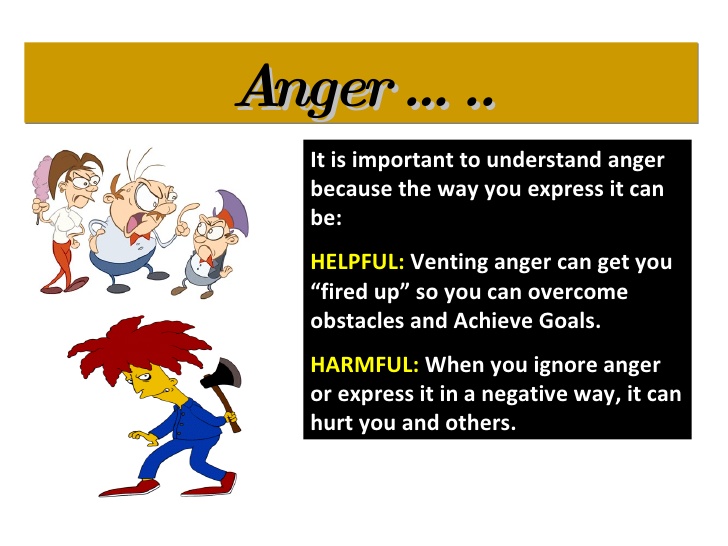 Anger ... ..
It is important to understand anger
because the way you express it can
be:
HELPFUL: Venting anger can get you
“fired up” so you can overcome
obstacles and Achieve Goals.
HARMFUL: When you ignore anger
or express it in a negative way, it can
hurt you and others.